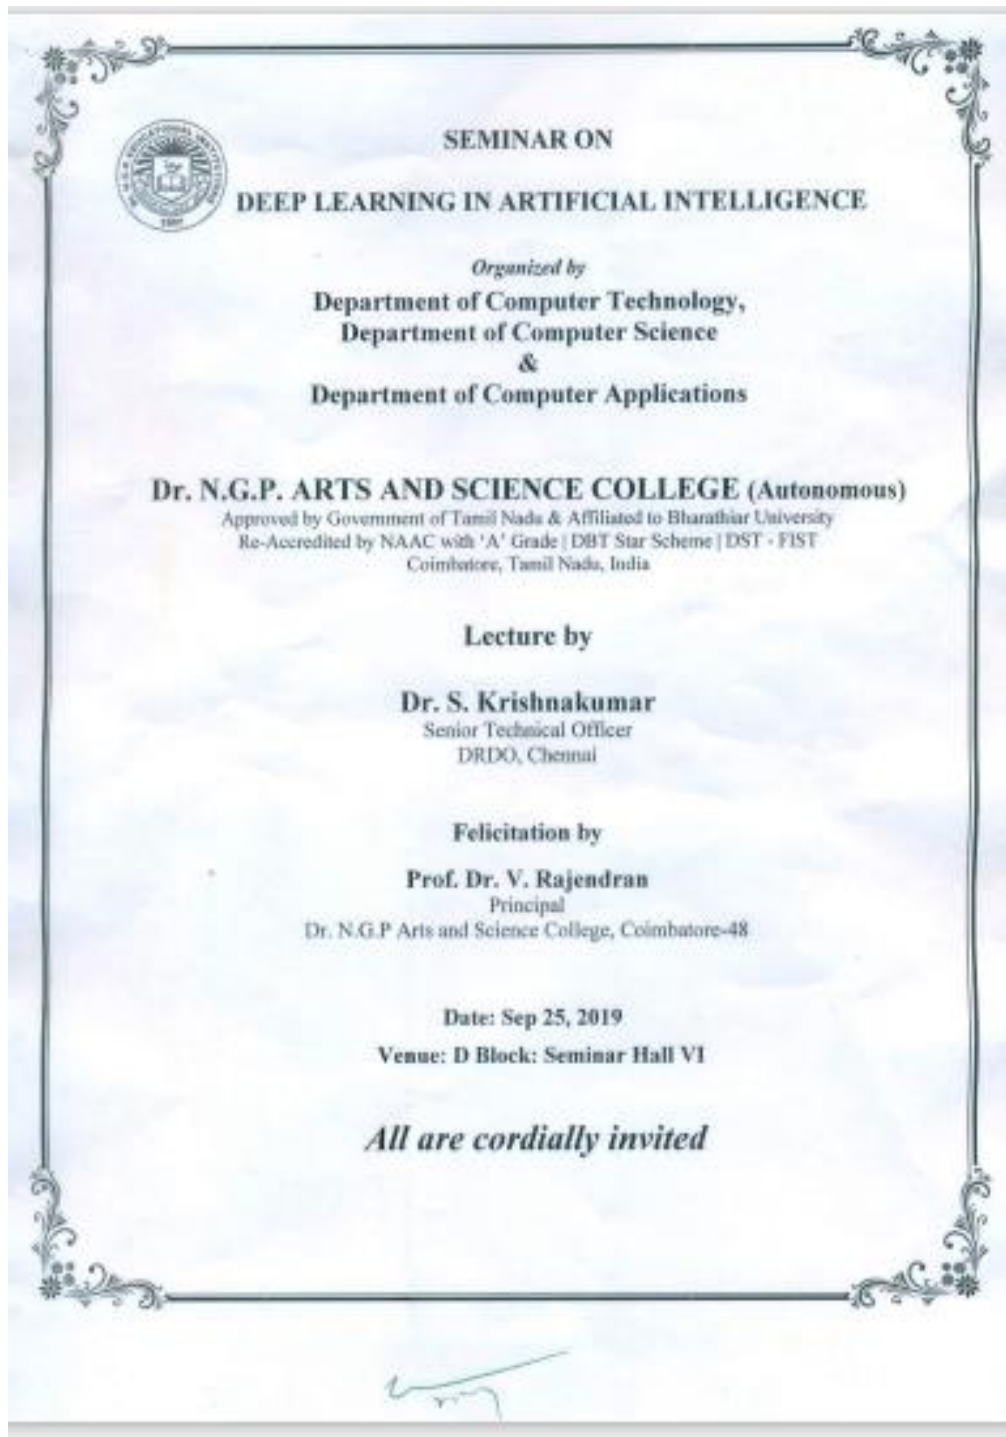 SEMINAR ON
DEEP LEARNING IN ARTIFICIAL INTELLIGENCE
Organized by
Department of Computer Technology,
Department of Computer Science
&
Department of Computer Applications
Dr. N.G.P. ARTS AND SCIENCE COLLEGE (Autonomous)
Approved by Government of Tamil Nadu & Affiliated to Bharathiar University
Re-Accredited by NAAC with 'A' Grade | DBT Star Scheme | DST - FIST
Coimbatore, Tamil Nadu, India
Lecture by
Dr. S. Krishnakumar
Senior Technical Officer
DRDO, Chennai
Felicitation by
Prof. Dr. V. Rajendran
Principal
Dr. N.G.P Arts and Science College, Coimbatore-48
Date: Sep 25, 2019
Venue: D Block: Seminar Hall VI
All are cordially invited